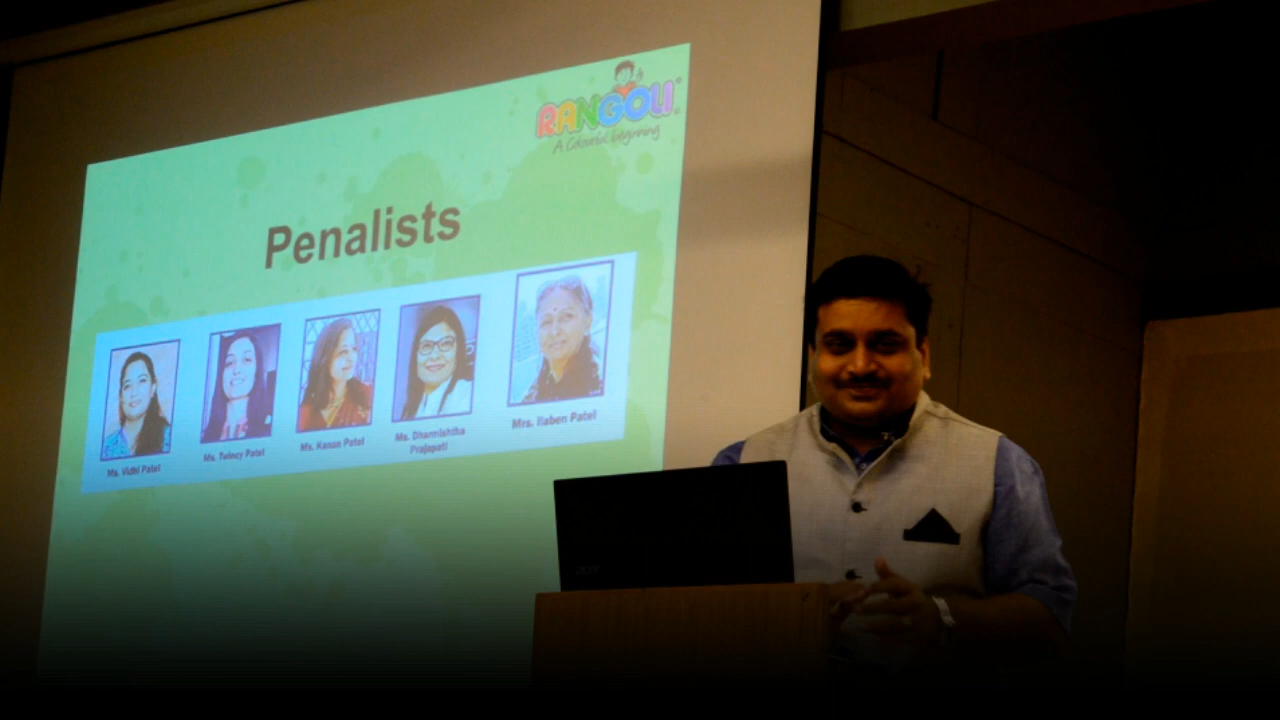 RANGOLI
A Colourful beginning
Penalists
Ms. Vidhi Patel
Ms. Twincy Patel
Ms. Kanan Patel
Ms. Dharmishtha
Prajapati
Mrs. Ilaben Patel
acer